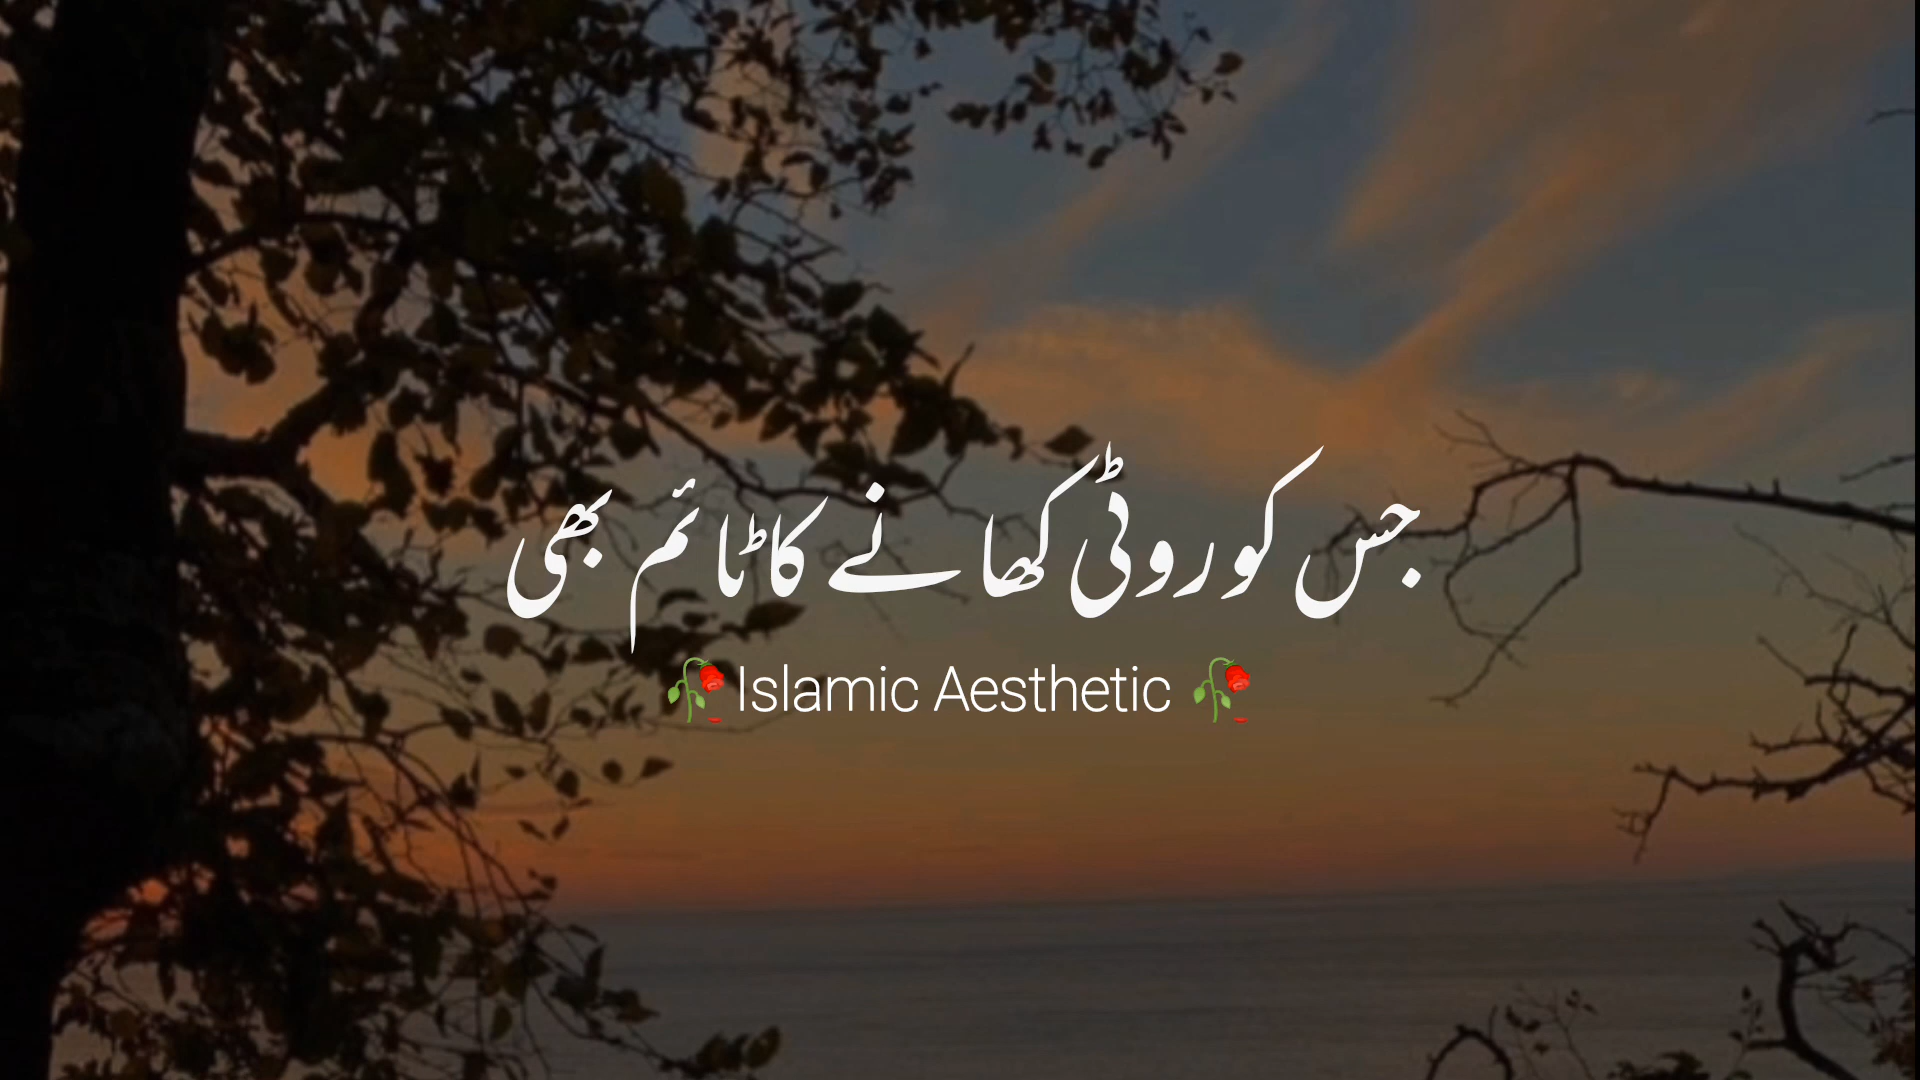 جس کو روٹی کھانے کا ٹائم بھی
🥀Islamic Aesthetic 🥀